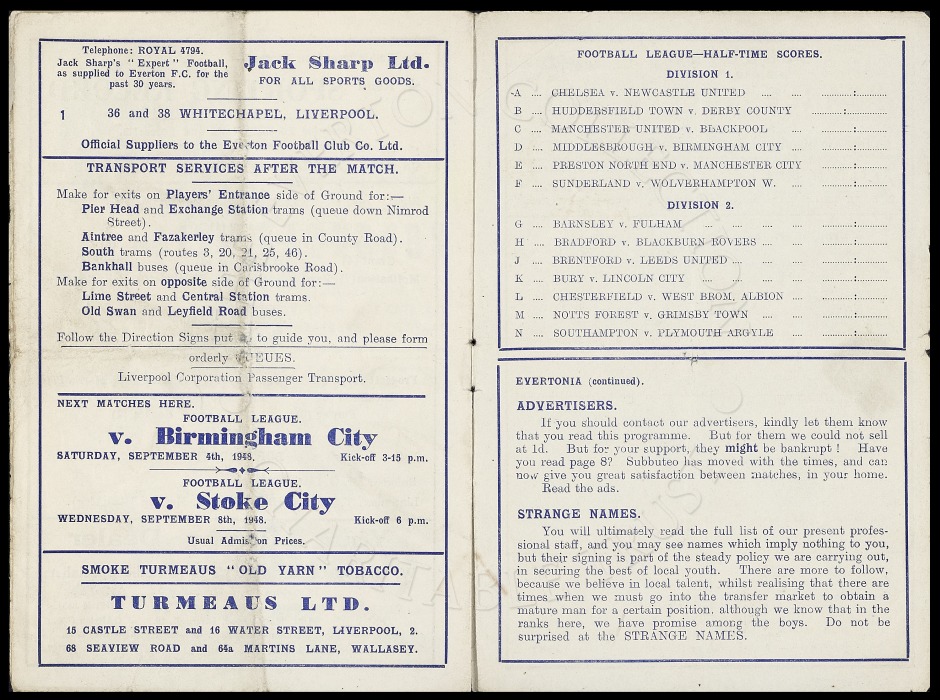 Telephone: ROYAL 4794.
Jack Sharp's "Expert" Football,
as supplied to Everton F.C. for the
past 30 years.
Jack Sharp Ltd.
FOR ALL SPORTS GOODS.
1
36 and 38 WHITECHAPEL, LIVERPOOL.
Official Suppliers to the Everton Football Club Co. Ltd.
TRANSPORT SERVICES AFTER THE MATCH.
Make for exits on Players' Entrance side of Ground for:—
Pier Head and Exchange Station trams (queue down Nimrod
Street).
Aintree and Fazakerley trams (queue in County Road).
South trams (routes 3, 20, 21, 25, 46).
Bankhall buses (queue in Carisbrooke Road).
Make for exits on opposite side of Ground for:—
Lime Street and Central Station trams.
Old Swan and Leyfield Road buses.
Follow the Direction Signs put up to guide you, and please form
orderly QUEUES.
Liverpool Corporation Passenger Transport.
NEXT MATCHES HERE.
FOOTBALL LEAGUE.
v. Birmingham City
SATURDAY, SEPTEMBER 4th, 1948. Kick-off 3-15 p.m.
FOOTBALL LEAGUE.
v. Stoke City
WEDNESDAY, SEPTEMBER 8th, 1948. Kick-off 6 p.m.
Usual Admission Prices.
SMOKE TURMEAUS "OLD YARN" TOBACCO.
TURMEAUS LTD.
15 CASTLE STREET and 16 WATER STREET, LIVERPOOL, 2.
68 SEAVIEW ROAD and 64a MARTINS LANE, WALLASEY.
FOOTBALL LEAGUE—HALF-TIME SCORES.
DIVISION 1.
A .... CHELSEA v. NEWCASTLE UNITED .... .... ............:............
B .... HUDDERSFIELD TOWN v. DERBY COUNTY ............:............
C .... MANCHESTER UNITED v. BLACKPOOL .... ............:............
D .... MIDDLESBROUGH v. BIRMINGHAM CITY .... ............:............
E .... PRESTON NORTH END v. MANCHESTER CITY ............:............
F .... SUNDERLAND v. WOLVERHAMPTON W. .... ............:............
DIVISION 2.
G .... BARNSLEY v. FULHAM .... .... .... .... ............:............
H .... BRADFORD v. BLACKBURN ROVERS .... .... ............:............
J .... BRENTFORD v. LEEDS UNITED .... .... .... ............:............
K .... BURY v. LINCOLN CITY .... .... .... ............:............
L .... CHESTERFIELD v. WEST BROM, ALBION .... ............:............
M .... NOTTS FOREST v. GRIMSBY TOWN .... .... ............:............
N .... SOUTHAMPTON v. PLYMOUTH ARGYLE .... ............:............
EVERTONIA (continued).
ADVERTISERS.
If you should contact our advertisers, kindly let them know
that you read this programme. But for them we could not sell
at 1d. But for your support, they might be bankrupt ! Have
you read page 8? Subbuteo has moved with the times, and can
now give you great satisfaction between matches, in your home.
Read the ads.
STRANGE NAMES.
You will ultimately read the full list of our present profes-
sional staff, and you may see names which imply nothing to you,
but their signing is part of the steady policy we are carrying out,
in securing the best of local youth. There are more to follow,
because we believe in local talent, whilst realising that there are
times when we must go into the transfer market to obtain a
mature man for a certain position. although we know that in the
ranks here, we have promise among the boys. Do not be
surprised at the STRANGE NAMES.